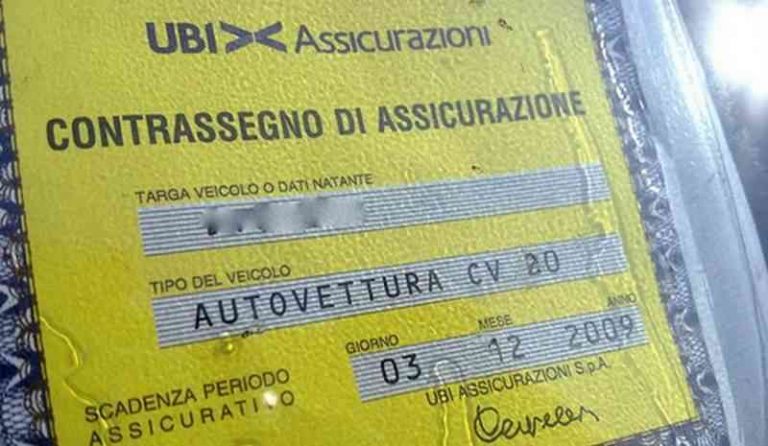 UBI Assicurazioni
CONTRASSEGNO DI ASSICURAZIONE
TARGA VEICOLO O DATI NATANTE
TIPO DEL VEICOLO
AUTOVETTURA CV 20
GIORNO MESE ANNO
03 12 2009
SCADENZA PERIODO
ASSICURATIVO
UBI ASSICURAZIONI S.p.A.